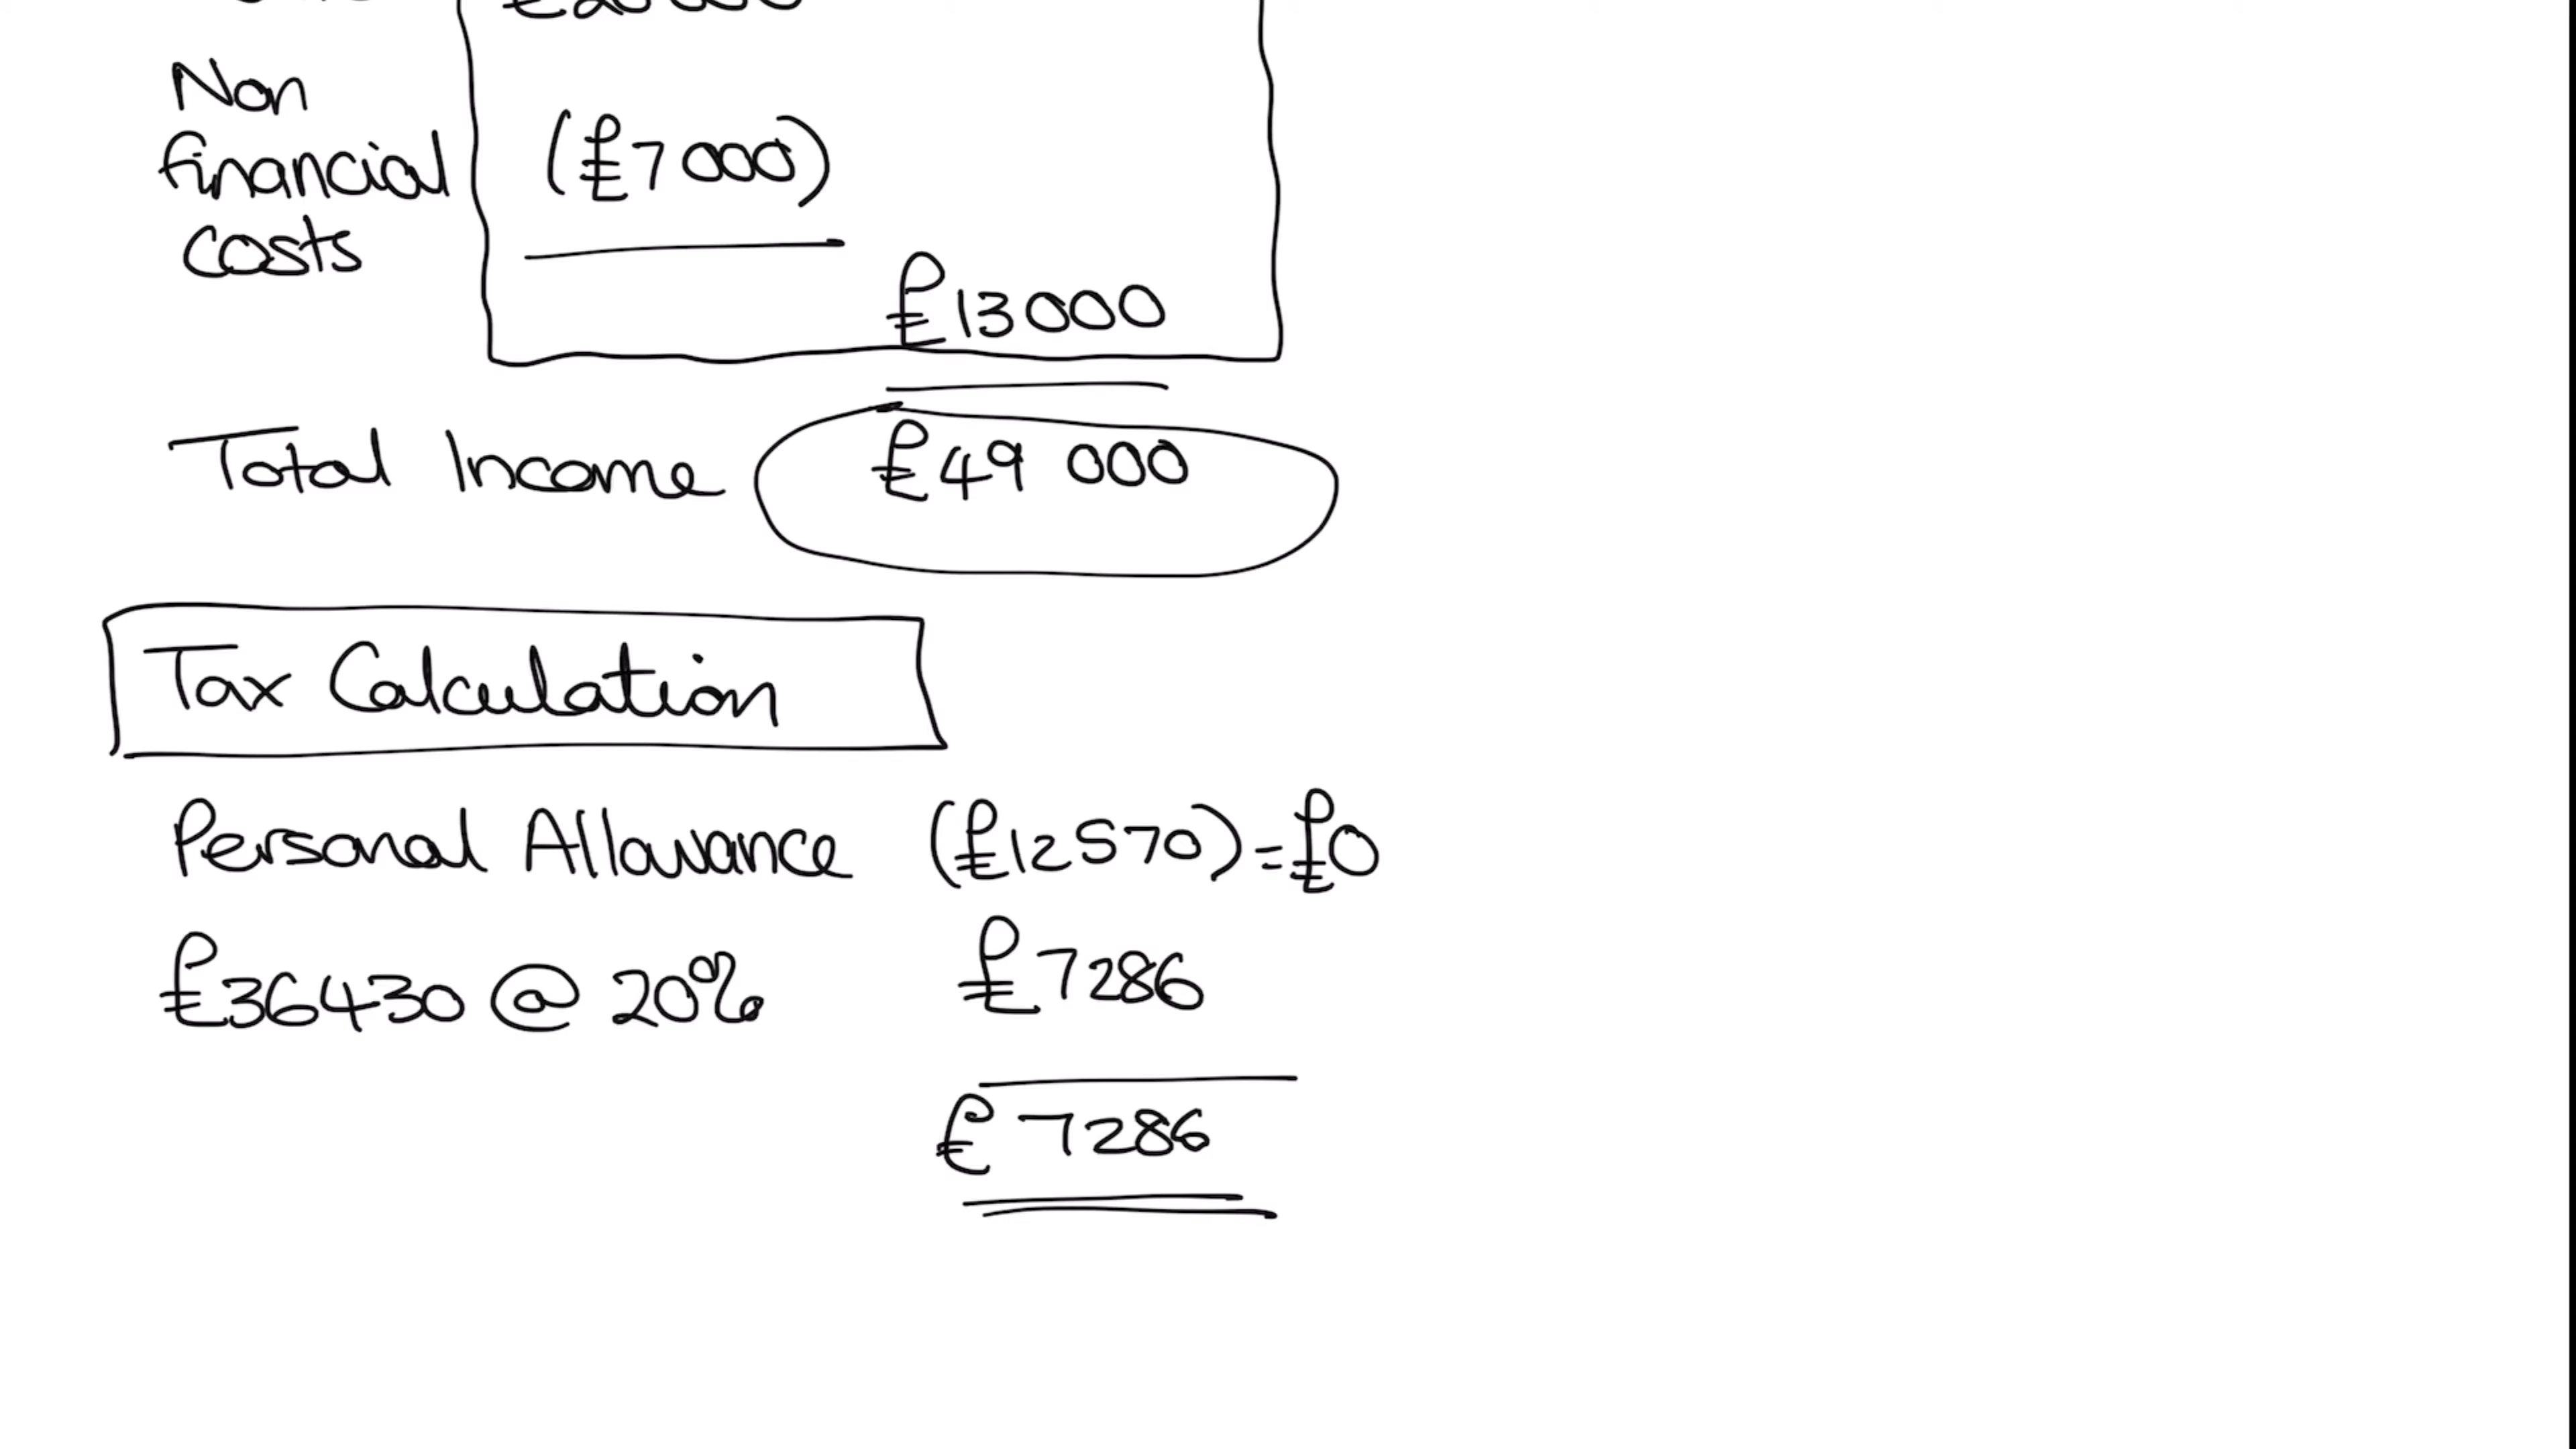 £20000
Non
financial (£7000)
costs
£13000
Total Income £49 000
Tax Calculation
Personal Allowance (£12570) = £0
£36430 @ 20% £7286
£7286